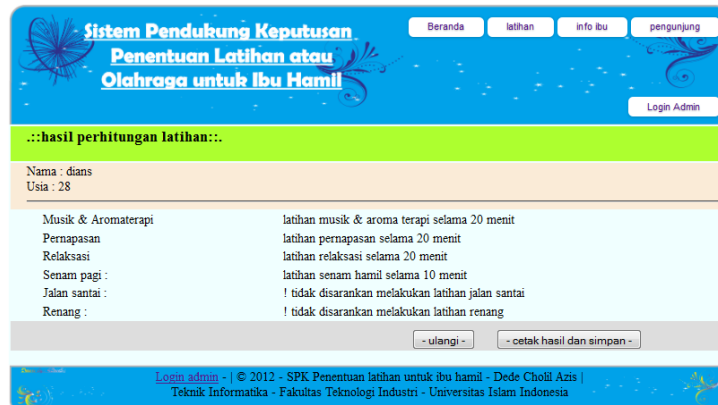 Sistem Pendukung Keputusan
Penentuan Latihan atau
Olahraga untuk Ibu Hamil
Beranda latihan info ibu pengunjung
Login Admin
.::hasil perhitungan latihan::.
Nama : dians
Usia : 28
Musik & Aromaterapi latihan musik & aroma terapi selama 20 menit
Pernapasan latihan pernapasan selama 20 menit
Relaksasi latihan relaksasi selama 20 menit
Senam pagi : latihan senam hamil selama 10 menit
Jalan santai : ! tidak disarankan melakukan latihan jalan santai
Renang : ! tidak disarankan melakukan latihan renang
- ulangi - - cetak hasil dan simpan -
Login admin - | © 2012 - SPK Penentuan latihan untuk ibu hamil - Dede Cholil Azis |
Teknik Informatika - Fakultas Teknologi Industri - Universitas Islam Indonesia